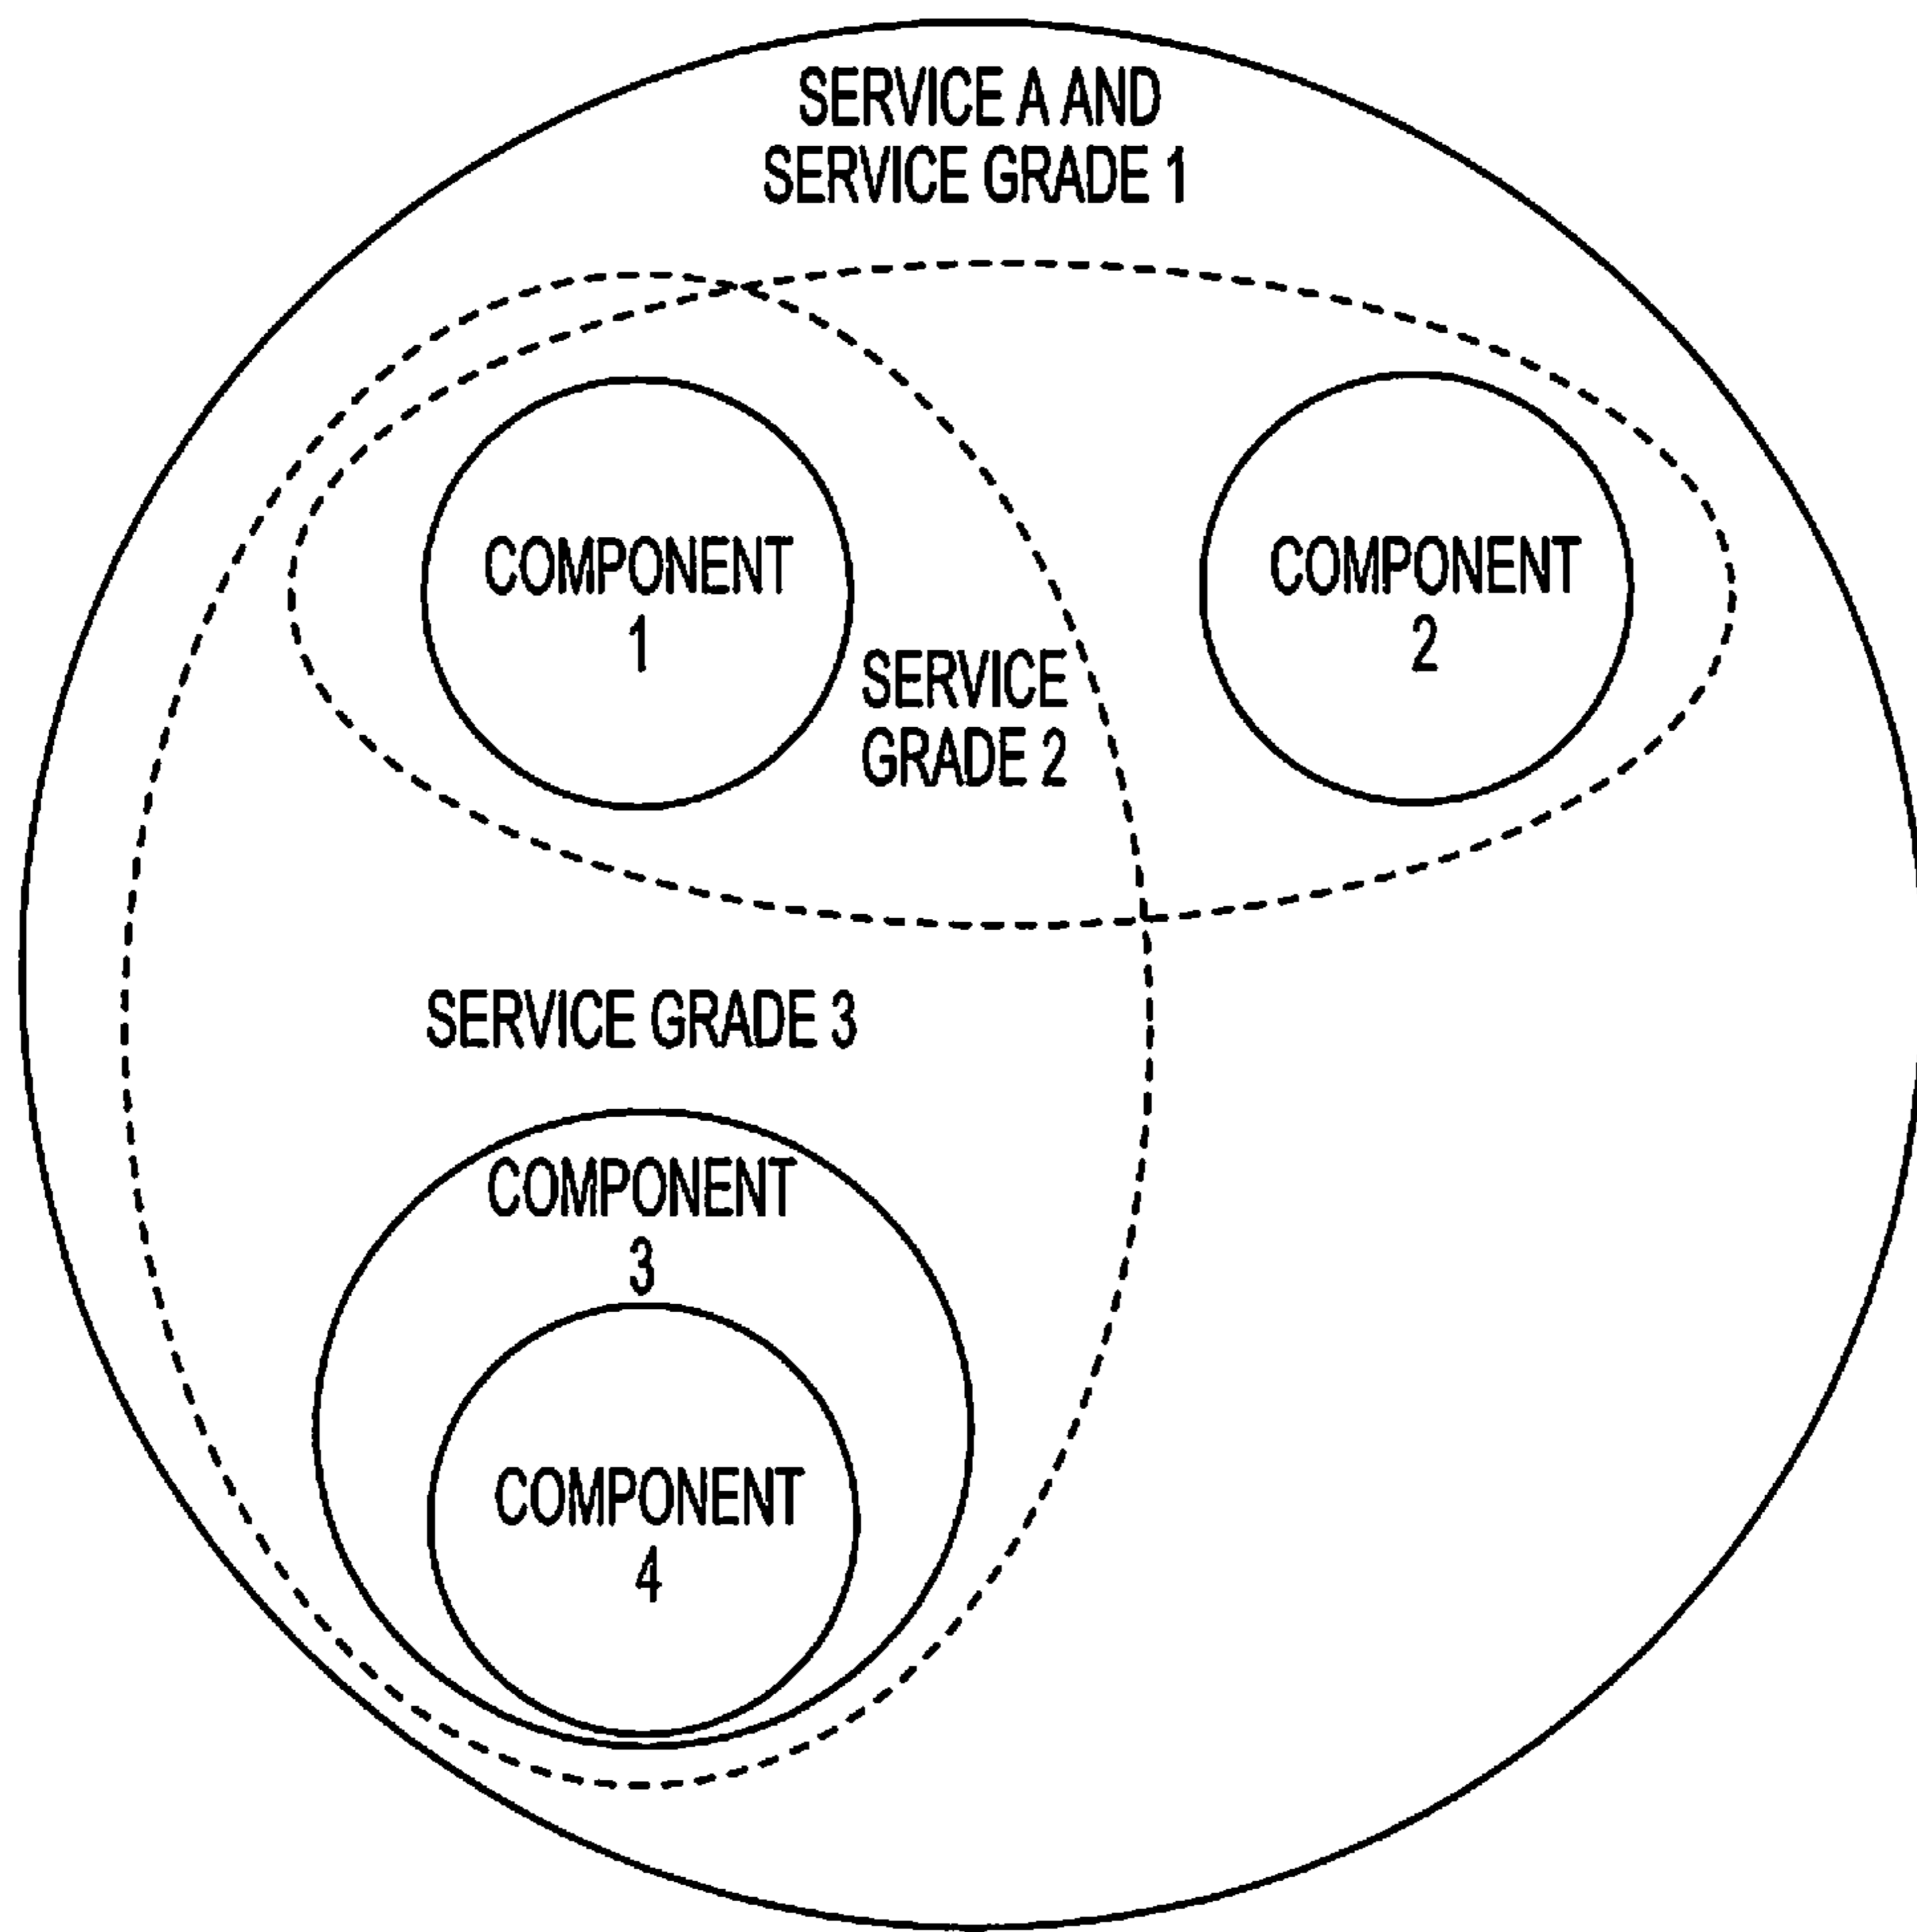 SERVICE A AND
SERVICE GRADE 1
COMPONENT
1
COMPONENT
2
SERVICE
GRADE 2
SERVICE GRADE 3
COMPONENT
3
COMPONENT
4